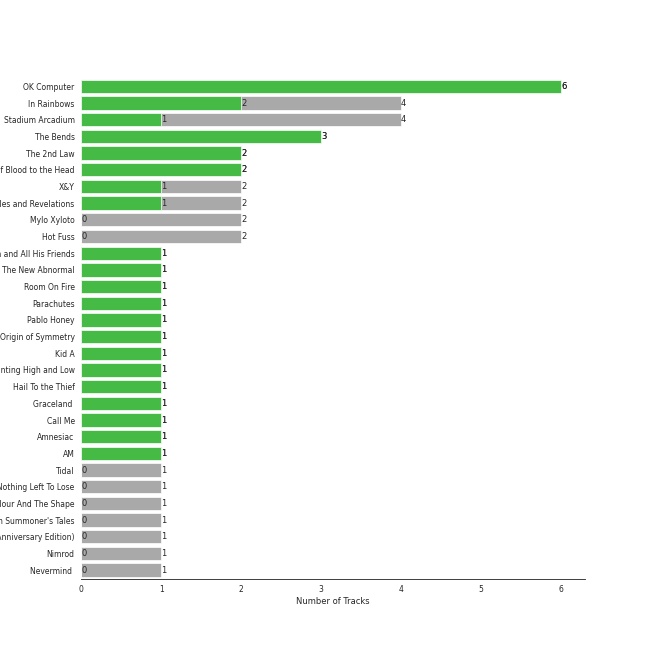 OK Computer 6
In Rainbows 2 4
Stadium Arcadium 1 4
The Bends 3
The 2nd Law 2
f Blood to the Head 2
X&Y 1 2
les and Revelations 1 2
Mylo Xyloto 0 2
Hot Fuss 0 2
and All His Friends 1
The New Abnormal 1
Room On Fire 1
Parachutes 1
Pablo Honey 1
Origin of Symmetry 1
Kid A 1
nting High and Low 1
Hail To the Thief 1
Graceland 1
Call Me 1
Amnesiac 1
AM 1
Tidal 0 1
Nothing Left To Lose 0 1
lour And The Shape 0 1
n Summoner's Tales 0 1
Anniversary Edition) 0 1
Nimrod 0 1
Nevermind 0 1
0 1 2 3 4 5 6
Number of Tracks